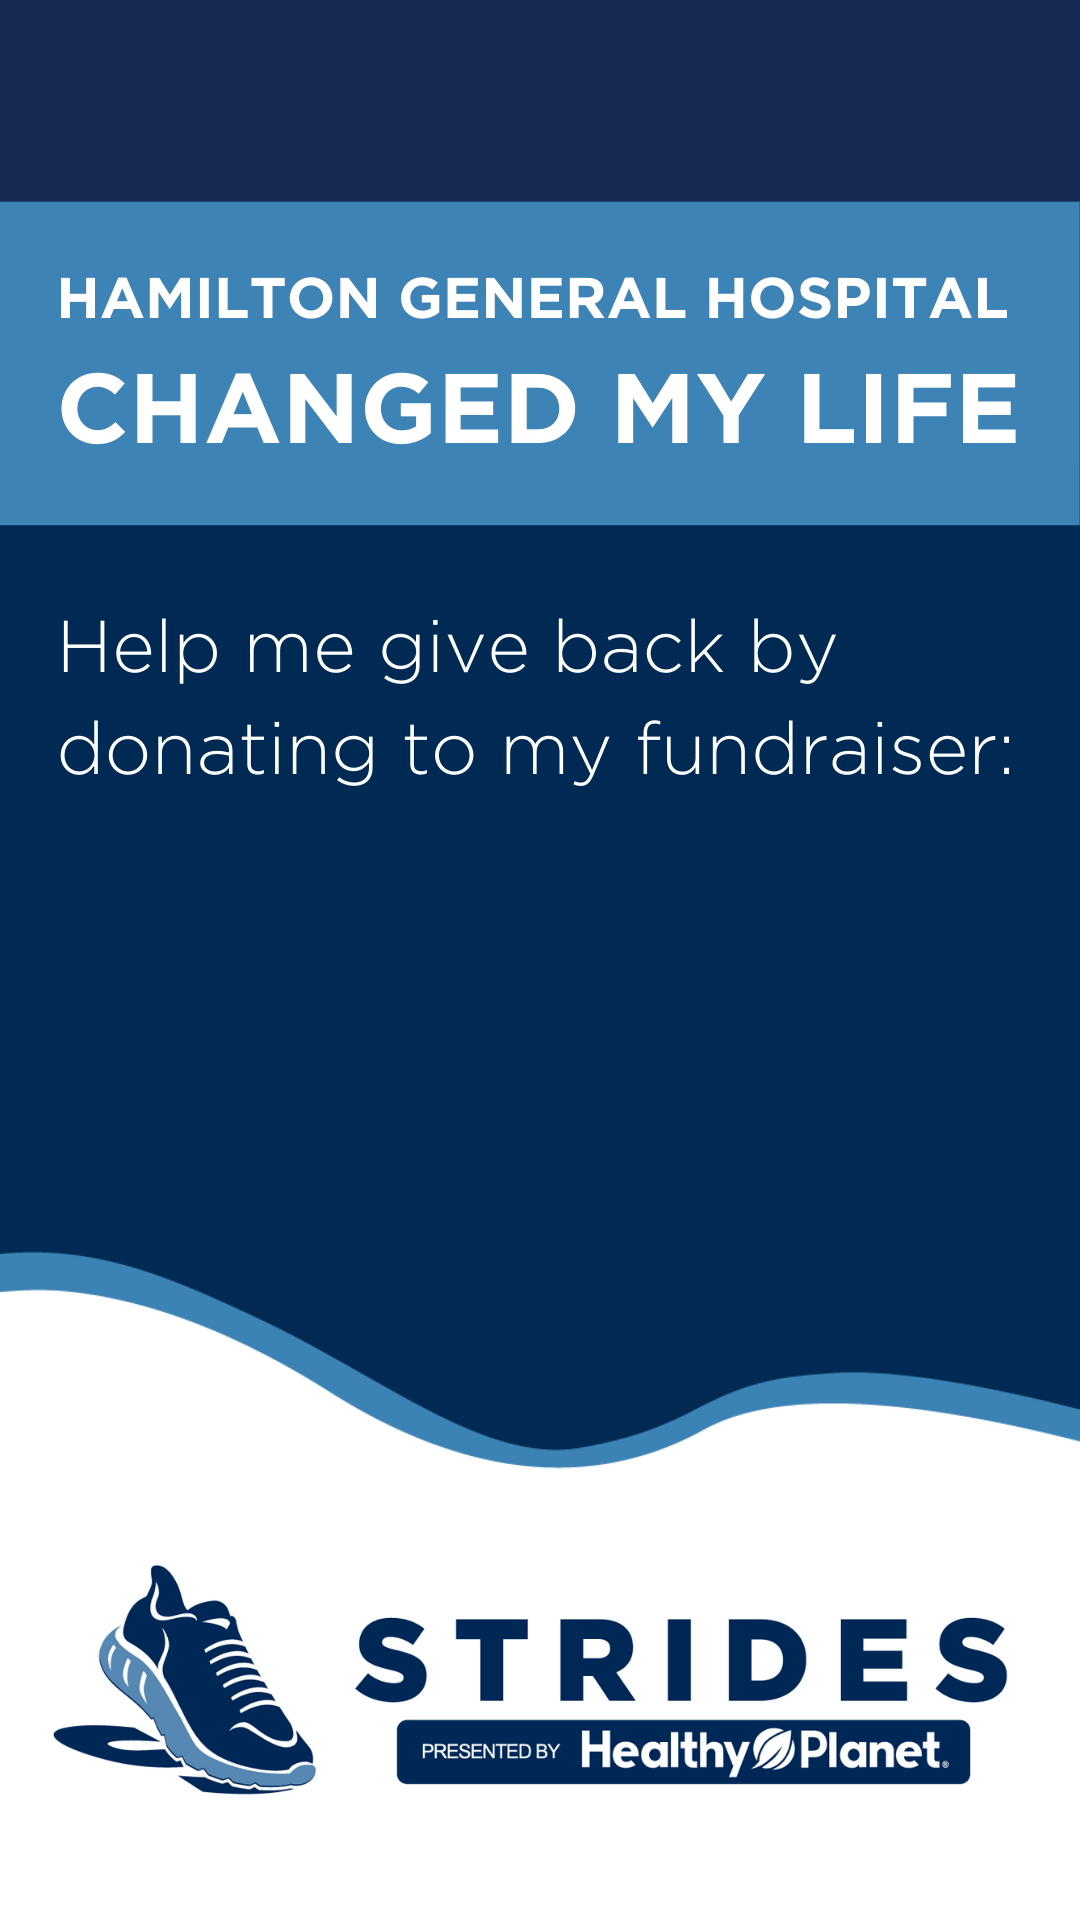 HAMILTON GENERAL HOSPITAL
CHANGED MY LIFE
Help me give back by
donating to my fundraiser:
STRIDES
PRESENTED BY Healthy Planet®